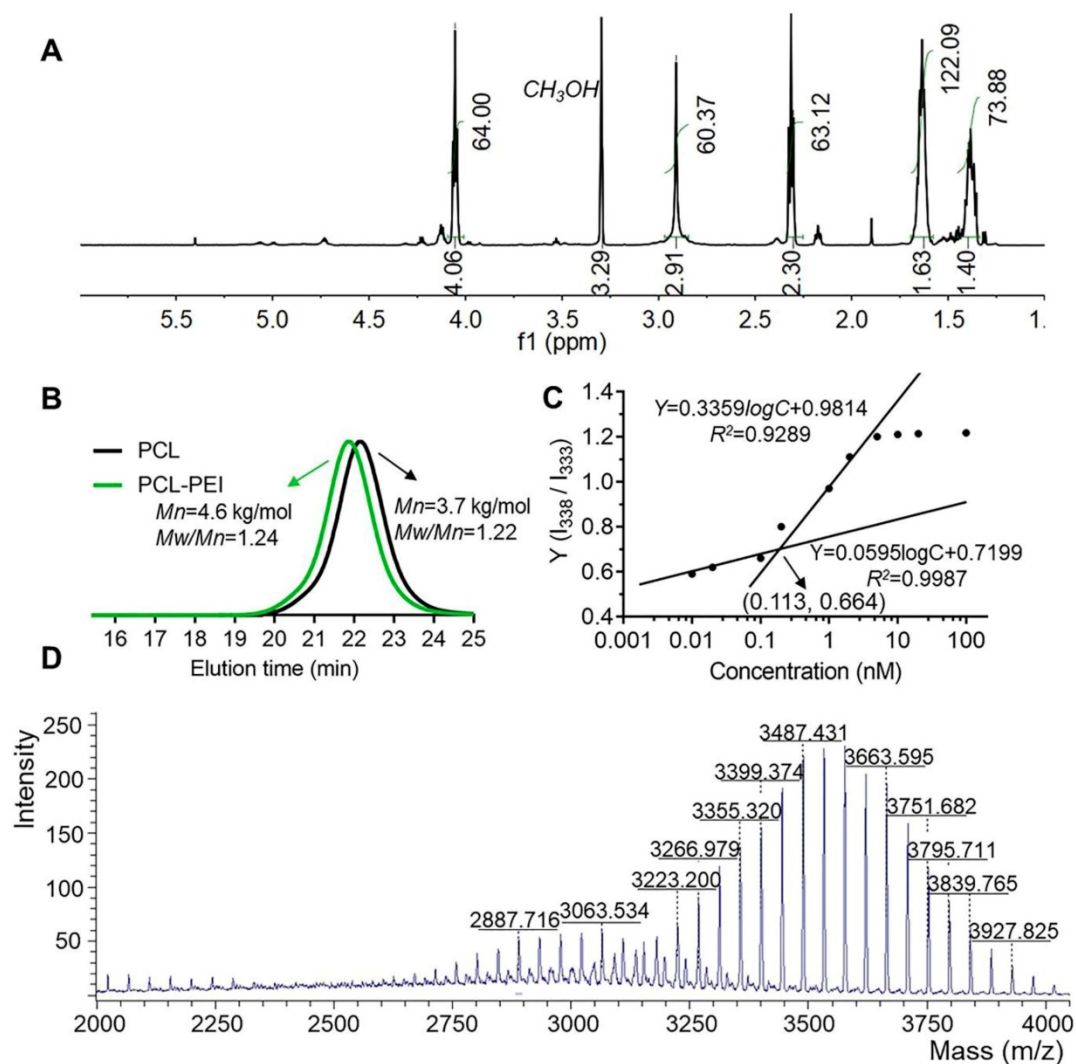 A
CH3OH
64.00
60.37
63.12
122.09
73.88
4.06
3.29
2.91
2.30
1.63
1.40
5.5 5.0 4.5 4.0 3.5 3.0 2.5 2.0 1.5 1.
f1 (ppm)
B
PCL
PCL-PEI
Mn=4.6 kg/mol
Mw/Mn=1.24
Mn=3.7 kg/mol
Mw/Mn=1.22
16 17 18 19 20 21 22 23 24 25
Elution time (min)
C
Y (I338 / I333)
1.4
1.2
1.0
0.8
0.6
0.4
Y=0.3359logC+0.9814
R2=0.9289
Y=0.0595logC+0.7199
R2=0.9987
(0.113, 0.664)
0.001 0.01 0.1 1 10 100
Concentration (nM)
D
Intensity
250
200
150
100
50
2887.716
3063.534
3223.200
3266.979
3355.320
3399.374
3487.431
3663.595
3751.682
3795.711
3839.765
3927.825
2000 2250 2500 2750 3000 3250 3500 3750 4000
Mass (m/z)